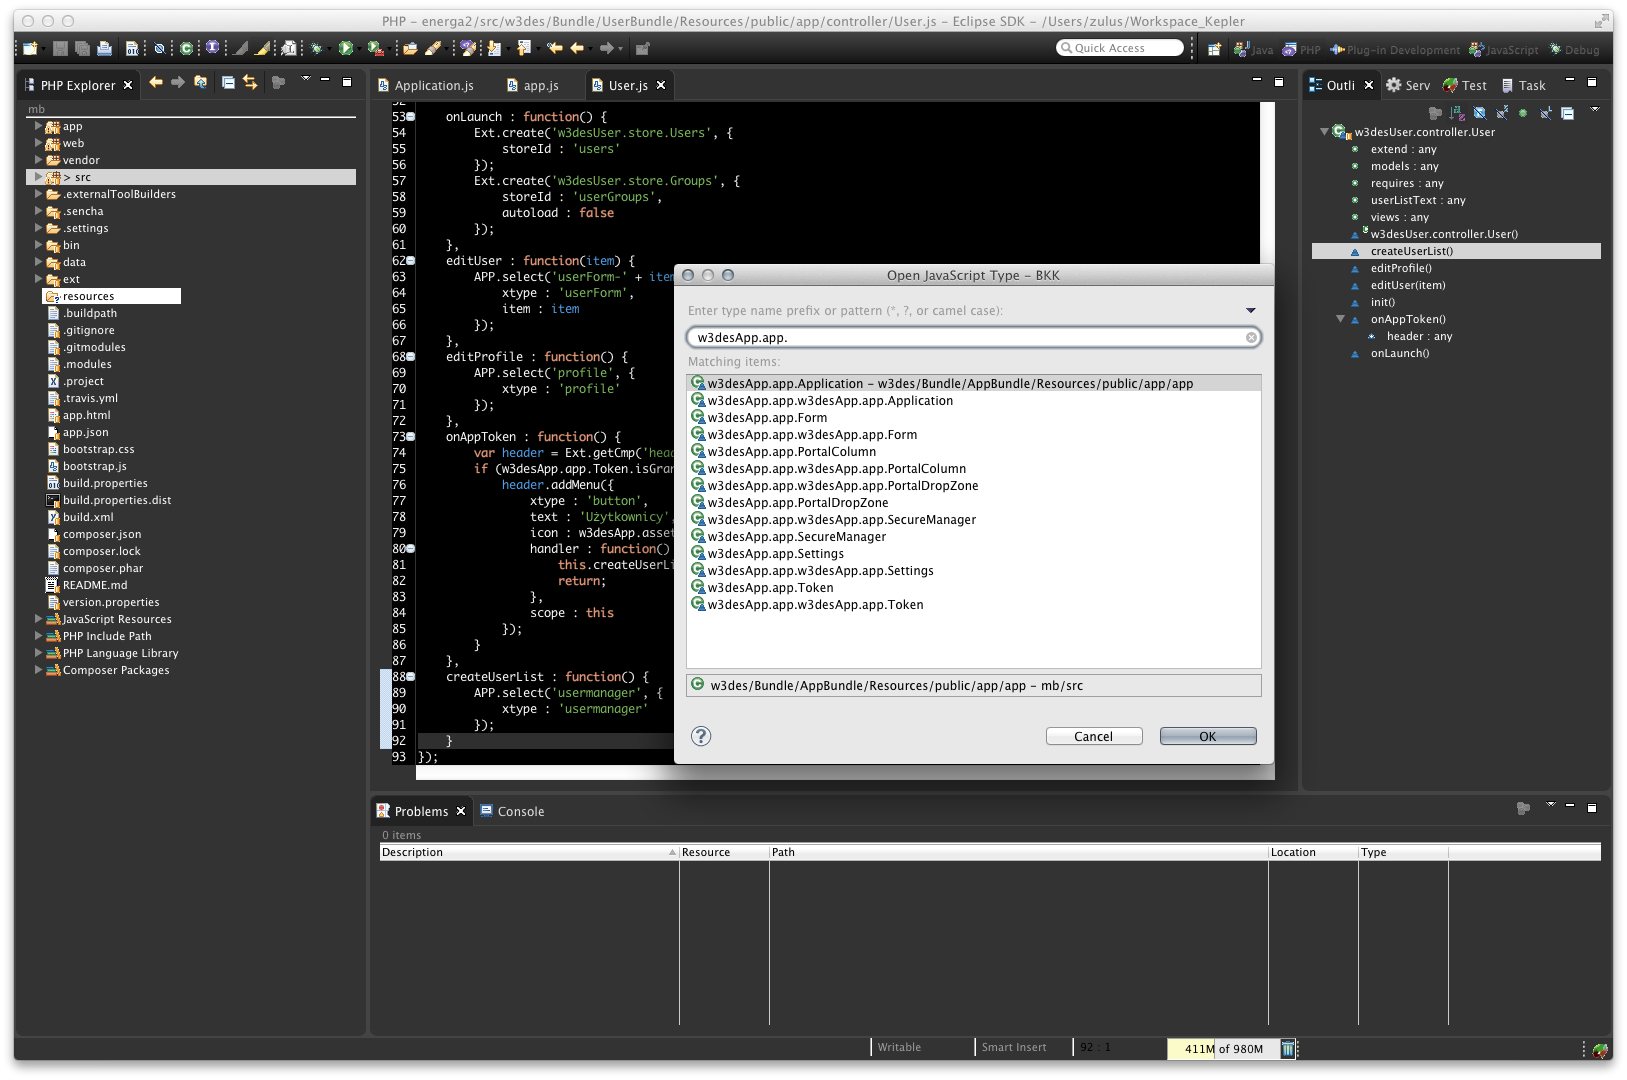 PHP – energa2/src/w3des/Bundle/UserBundle/Resources/public/app/controller/User.js – Eclipse SDK – /Users/zulus/Workspace_Kepler
Quick Access
Java
PHP
Plug-in Development
JavaScript
Debug
PHP Explorer
mb
app
web
vendor
> src
.externalToolBuilders
.sencha
.settings
bin
data
ext
resources
.buildpath
.gitignore
.gitmodules
.modules
.project
.travis.yml
app.html
app.json
bootstrap.css
bootstrap.js
build.properties
build.properties.dist
build.xml
composer.json
composer.lock
composer.phar
README.md
version.properties
JavaScript Resources
PHP Include Path
PHP Language Library
Composer Packages
Application.js
app.js
User.js
53 onLaunch : function() {
54 Ext.create('w3desUser.store.Users', {
55 storeId : 'users'
56 });
57 Ext.create('w3desUser.store.Groups', {
58 storeId : 'userGroups',
59 autoload : false
60 });
61 },
62 editUser : function(item) {
63 APP.select('userForm-' + item
64 xtype : 'userForm',
65 item : item
66 });
67 },
68 editProfile : function() {
69 APP.select('profile', {
70 xtype : 'profile'
71 });
72 },
73 onAppToken : function() {
74 var header = Ext.getCmp('head
75 if (w3desApp.app.Token.isGran
76 header.addMenu({
77 xtype : 'button',
78 text : 'Użytkownicy',
79 icon : w3desApp.asset
80 handler : function()
81 this.createUserLi
82 return;
83 },
84 scope : this
85 });
86 }
87 },
88 createUserList : function() {
89 APP.select('usermanager', {
90 xtype : 'usermanager'
91 });
92 }
93 });
Open JavaScript Type – BKK
Enter type name prefix or pattern (*, ?, or camel case):
w3desApp.app.
Matching items:
w3desApp.app.Application – w3des/Bundle/AppBundle/Resources/public/app/app
w3desApp.app.w3desApp.app.Application
w3desApp.app.Form
w3desApp.app.w3desApp.app.Form
w3desApp.app.PortalColumn
w3desApp.app.w3desApp.app.PortalColumn
w3desApp.app.w3desApp.app.PortalDropZone
w3desApp.app.PortalDropZone
w3desApp.app.w3desApp.app.SecureManager
w3desApp.app.SecureManager
w3desApp.app.Settings
w3desApp.app.w3desApp.app.Settings
w3desApp.app.Token
w3desApp.app.w3desApp.app.Token
w3des/Bundle/AppBundle/Resources/public/app/app – mb/src
?
Cancel
OK
Outli
Serv
Test
Task
w3desUser.controller.User
extend : any
models : any
requires : any
userListText : any
views : any
w3desUser.controller.User()
createUserList()
editProfile()
editUser(item)
init()
onAppToken()
header : any
onLaunch()
Problems
Console
0 items
Description
Resource
Path
Location
Type
Writable
Smart Insert
92 : 1
411M of 980M